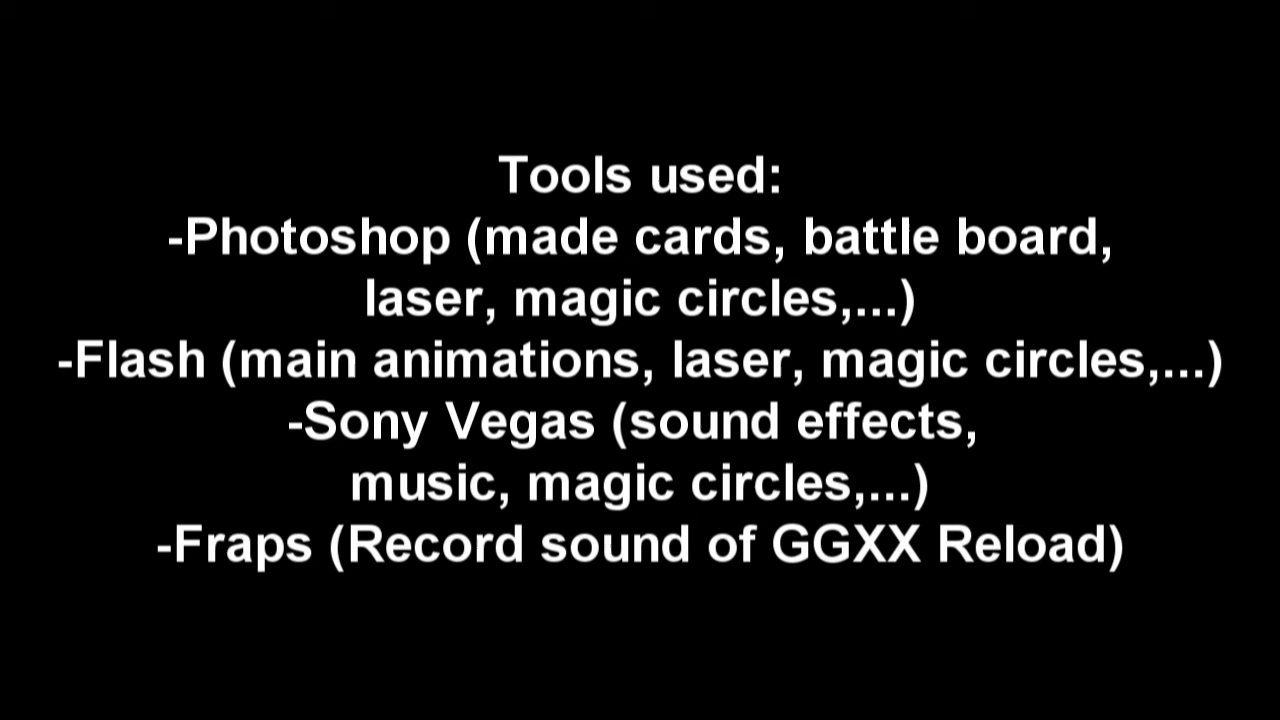 Tools used:
-Photoshop (made cards, battle board,
laser, magic circles,...)
-Flash (main animations, laser, magic circles,...)
-Sony Vegas (sound effects,
music, magic circles,...)
-Fraps (Record sound of GGXX Reload)